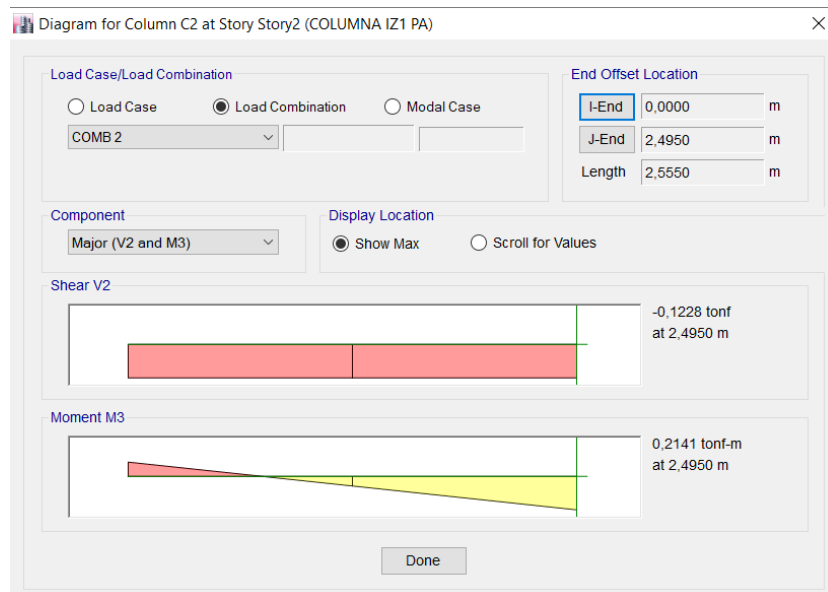 Diagram for Column C2 at Story Story2 (COLUMNA IZ1 PA)
Load Case/Load Combination
Load Case
Load Combination
Modal Case
COMB 2
End Offset Location
I-End 0,0000 m
J-End 2,4950 m
Length 2,5550 m
Component
Major (V2 and M3)
Display Location
Show Max
Scroll for Values
Shear V2
-0,1228 tonf
at 2,4950 m
Moment M3
0,2141 tonf-m
at 2,4950 m
Done